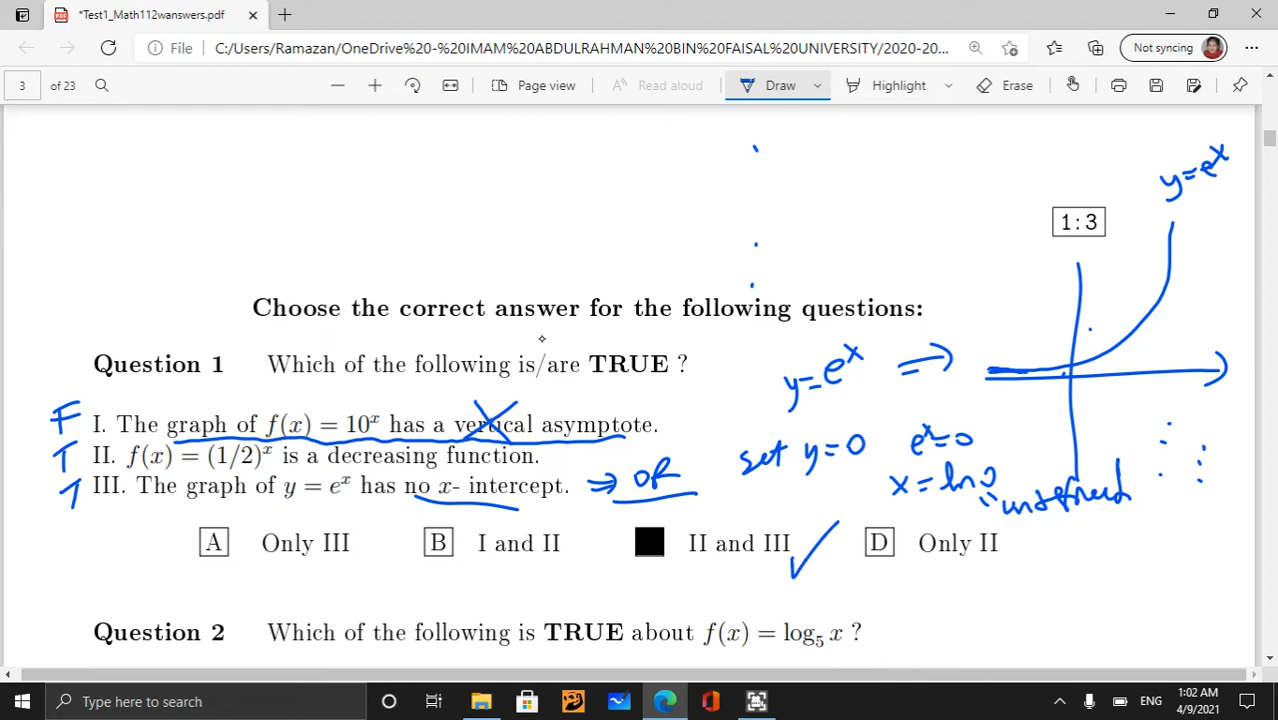 *Test1_Math112wanswers.pdf
File C:/Users/Ramazan/OneDrive%20-%20IMAM%20ABDULRAHMAN%20BIN%20FAISAL%20UNIVERSITY/2020-20... Not syncing
3 of 23 Page view Read aloud Draw Highlight Erase
y=e^x
1:3
Choose the correct answer for the following questions:
Question 1 Which of the following is/are TRUE ?
y=e^x ⇒
F I. The graph of f(x) = 10^x has a vertical asymptote.
set y=0 e^x=0
T II. f(x) = (1/2)^x is a decreasing function.
T III. The graph of y = e^x has no x- intercept. ⇒ OR
x=ln0
"undefined
A Only III B I and II II and III ✓ D Only II
Question 2 Which of the following is TRUE about f(x) = log₅ x ?
Type here to search
ENG 1:02 AM
4/9/2021